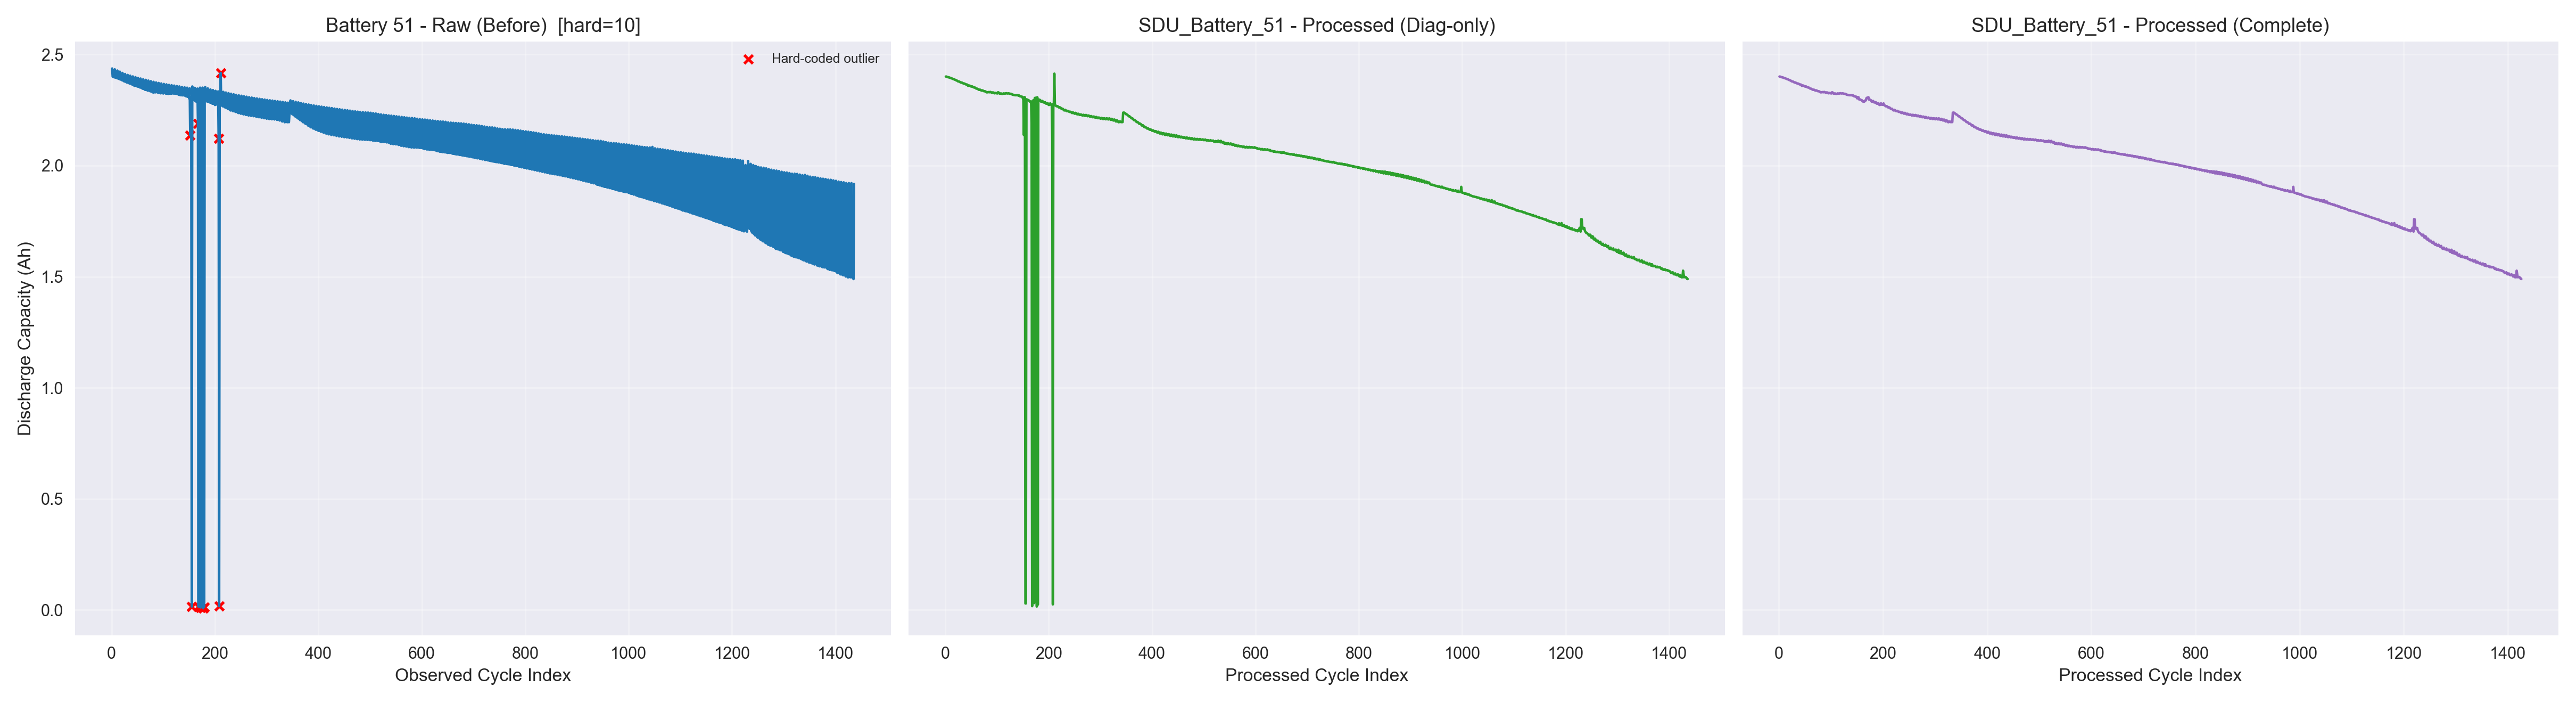 Battery 51 - Raw (Before)  [hard=10]
Hard-coded outlier
2.5
2.0
1.5
1.0
0.5
0.0
Discharge Capacity (Ah)
0 200 400 600 800 1000 1200 1400
Observed Cycle Index
SDU_Battery_51 - Processed (Diag-only)
0 200 400 600 800 1000 1200 1400
Processed Cycle Index
SDU_Battery_51 - Processed (Complete)
0 200 400 600 800 1000 1200 1400
Processed Cycle Index